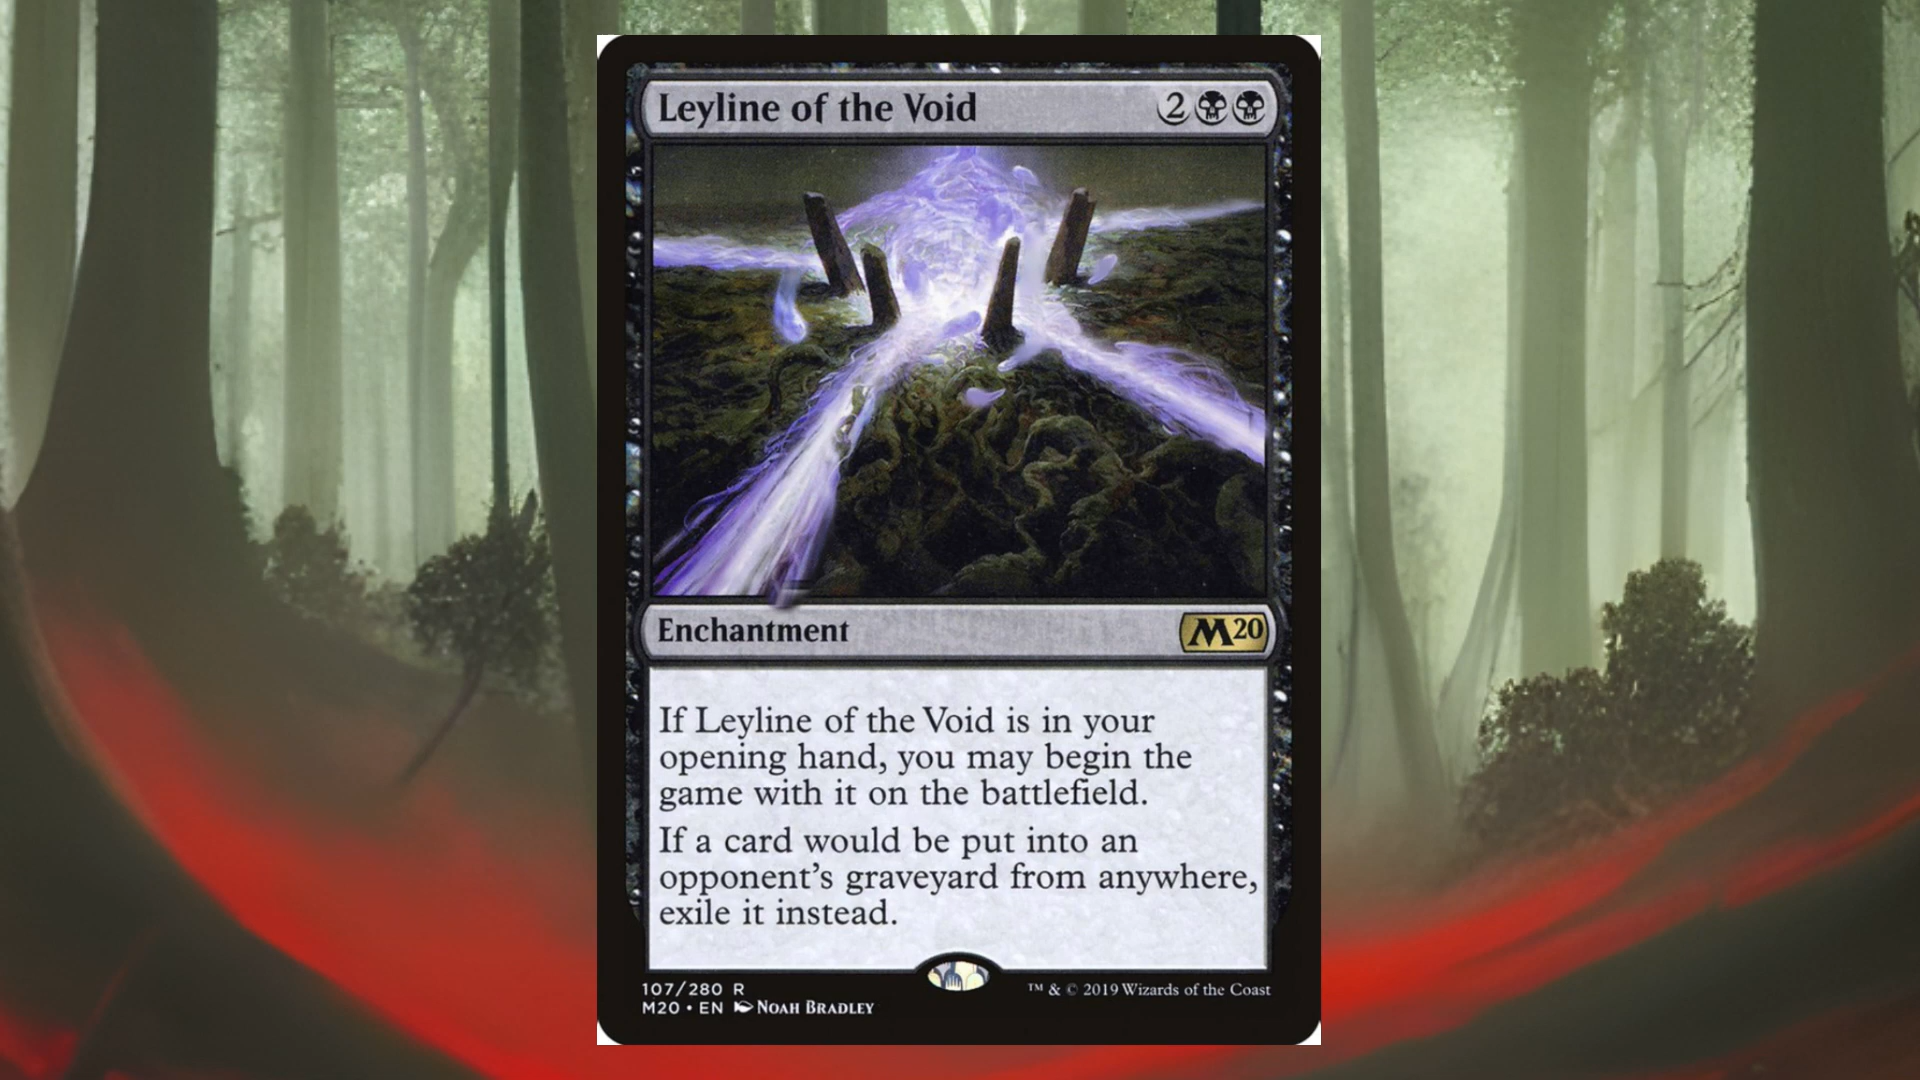 Leyline of the Void 2
Enchantment M20
If Leyline of the Void is in your
opening hand, you may begin the
game with it on the battlefield.
If a card would be put into an
opponent's graveyard from anywhere,
exile it instead.
107/280 R
M20 • EN NOAH BRADLEY
™ & © 2019 Wizards of the Coast